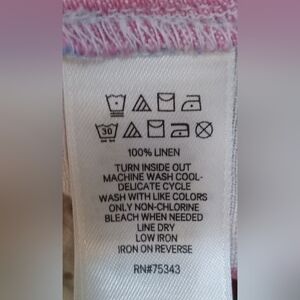 30
100% LINEN
TURN INSIDE OUT
MACHINE WASH COOL-
DELICATE CYCLE
WASH WITH LIKE COLORS
ONLY NON-CHLORINE
BLEACH WHEN NEEDED
LINE DRY
LOW IRON
IRON ON REVERSE
RN#75343